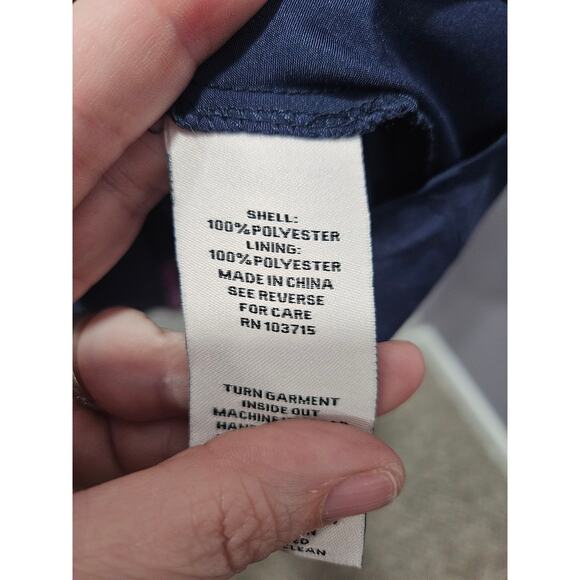 SHELL:
100%POLYESTER
LINING:
100%POLYESTER
MADE IN CHINA
SEE REVERSE
FOR CARE
RN 103715
TURN GARMENT
INSIDE OUT
MACHINE
CLEAN